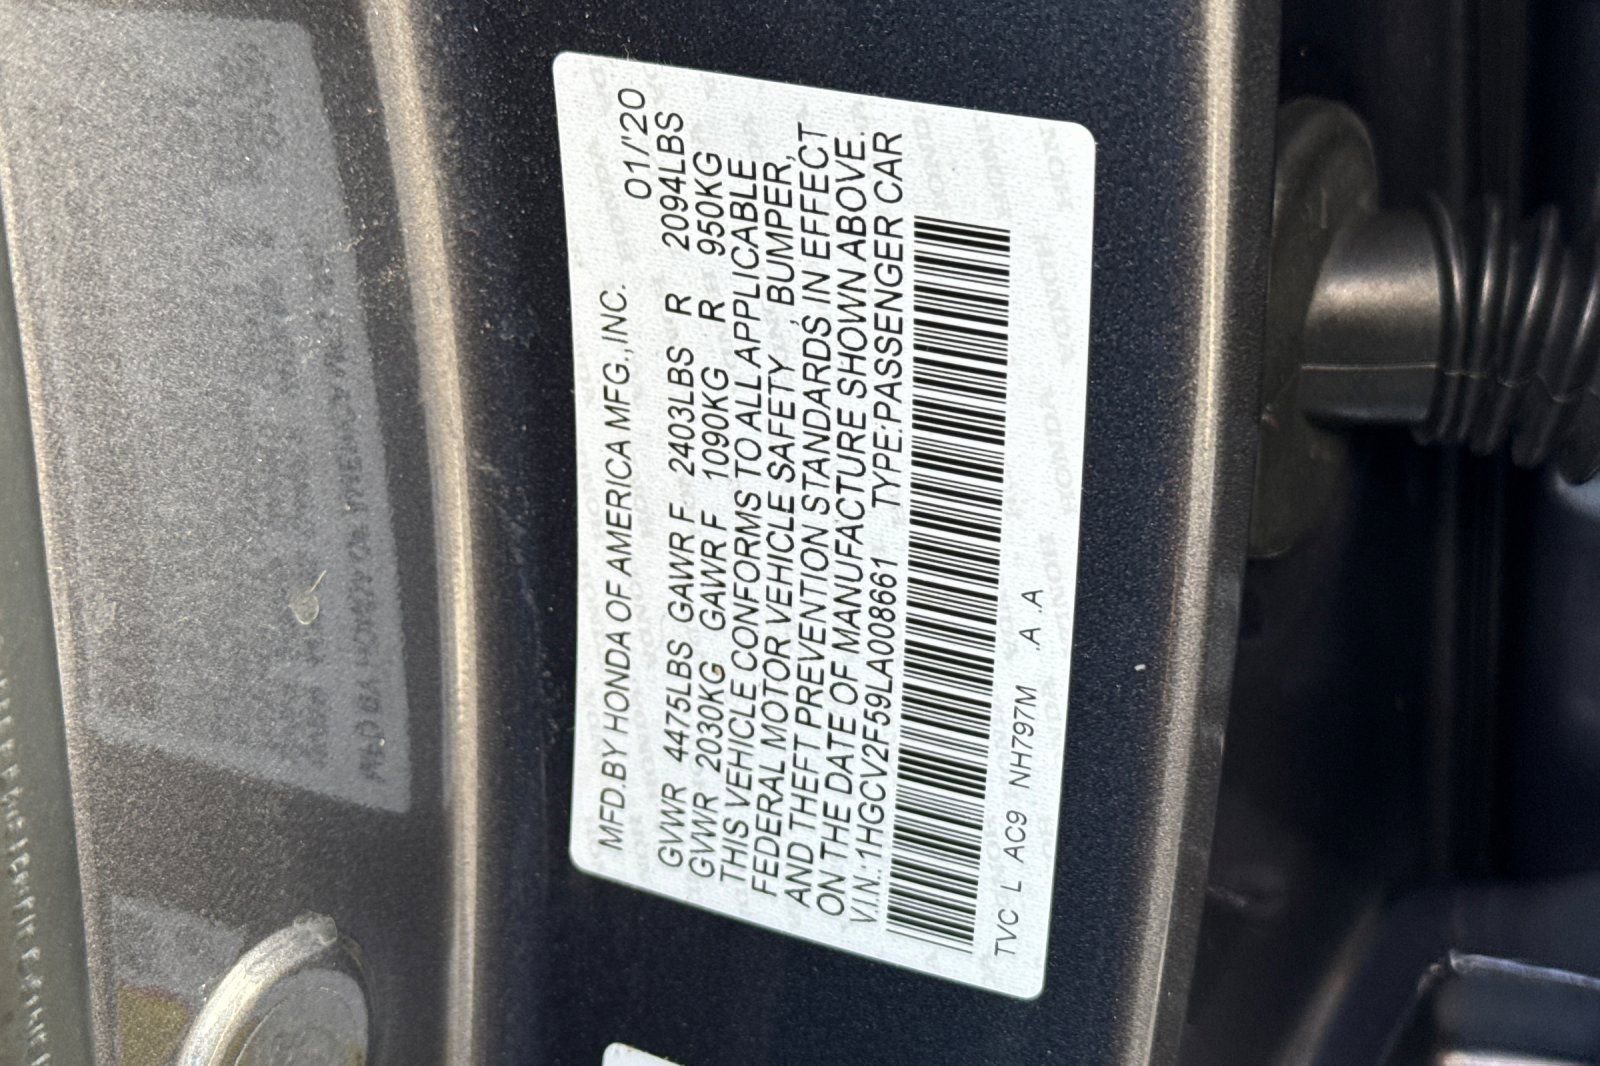 MFD.BY HONDA OF AMERICA MFG.,INC. 01/'20
GVWR 4475LBS GAWR F 2403LBS R 2094LBS
GVWR 2030KG GAWR F 1090KG R 950KG
THIS VEHICLE CONFORMS TO ALL APPLICABLE
FEDERAL MOTOR VEHICLE SAFETY, BUMPER,
AND THEFT PREVENTION STANDARDS IN EFFECT
ON THE DATE OF MANUFACTURE SHOWN ABOVE.
V.I.N.:1HGCV2F59LA008661 TYPE:PASSENGER CAR
TVC L AC9 NH797M .A .A